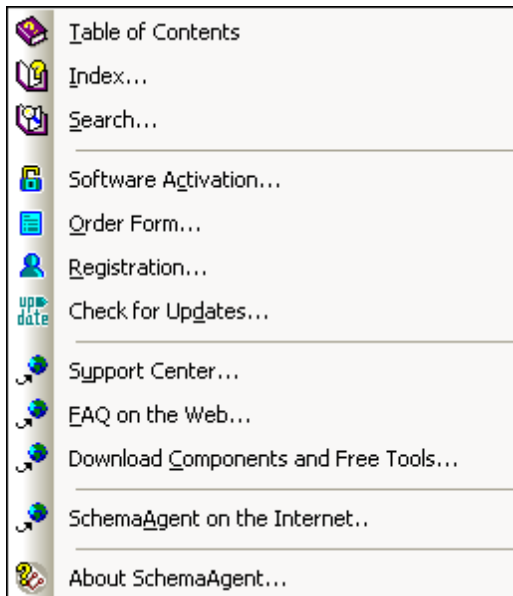 Table of Contents
Index...
Search...
Software Activation...
Order Form...
Registration...
update
Check for Updates...
Support Center...
FAQ on the Web...
Download Components and Free Tools...
SchemaAgent on the Internet..
About SchemaAgent...